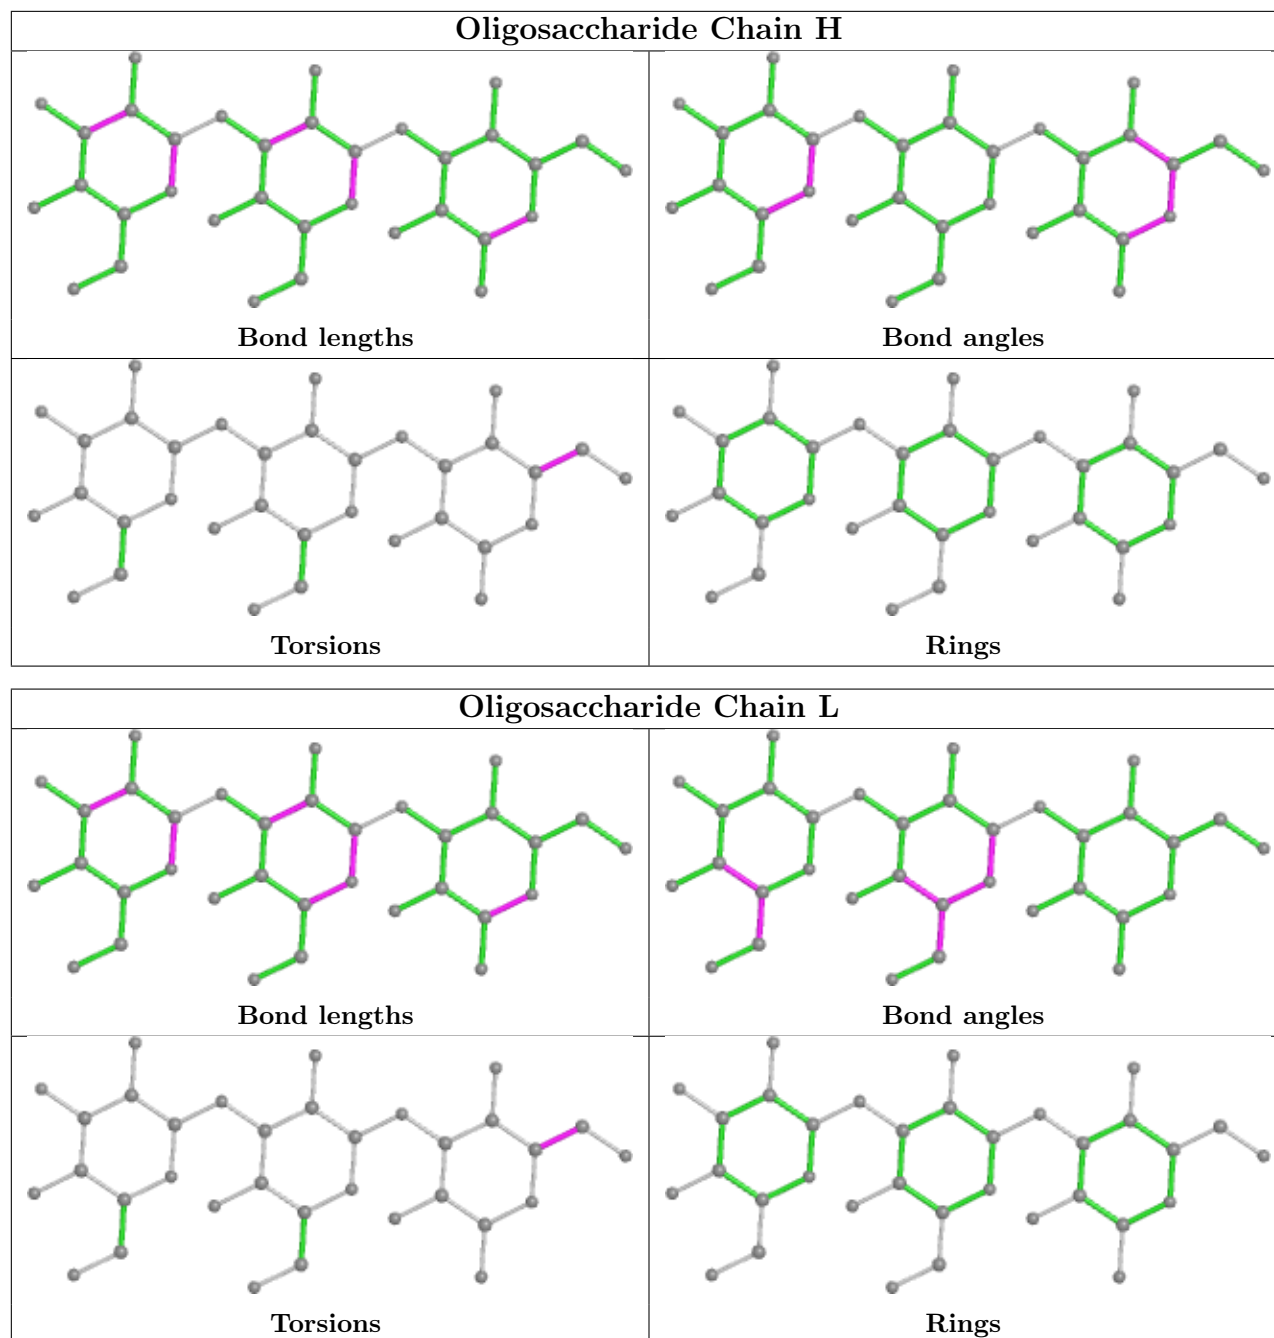 Oligosaccharide Chain H
Bond lengths
Bond angles
Torsions
Rings
Oligosaccharide Chain L
Bond lengths
Bond angles
Torsions
Rings